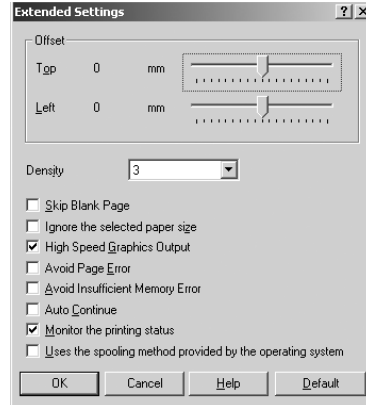 Extended Settings
Offset
Top 0 mm
Left 0 mm
Density 3
Skip Blank Page
Ignore the selected paper size
High Speed Graphics Output
Avoid Page Error
Avoid Insufficient Memory Error
Auto Continue
Monitor the printing status
Uses the spooling method provided by the operating system
OK Cancel Help Default